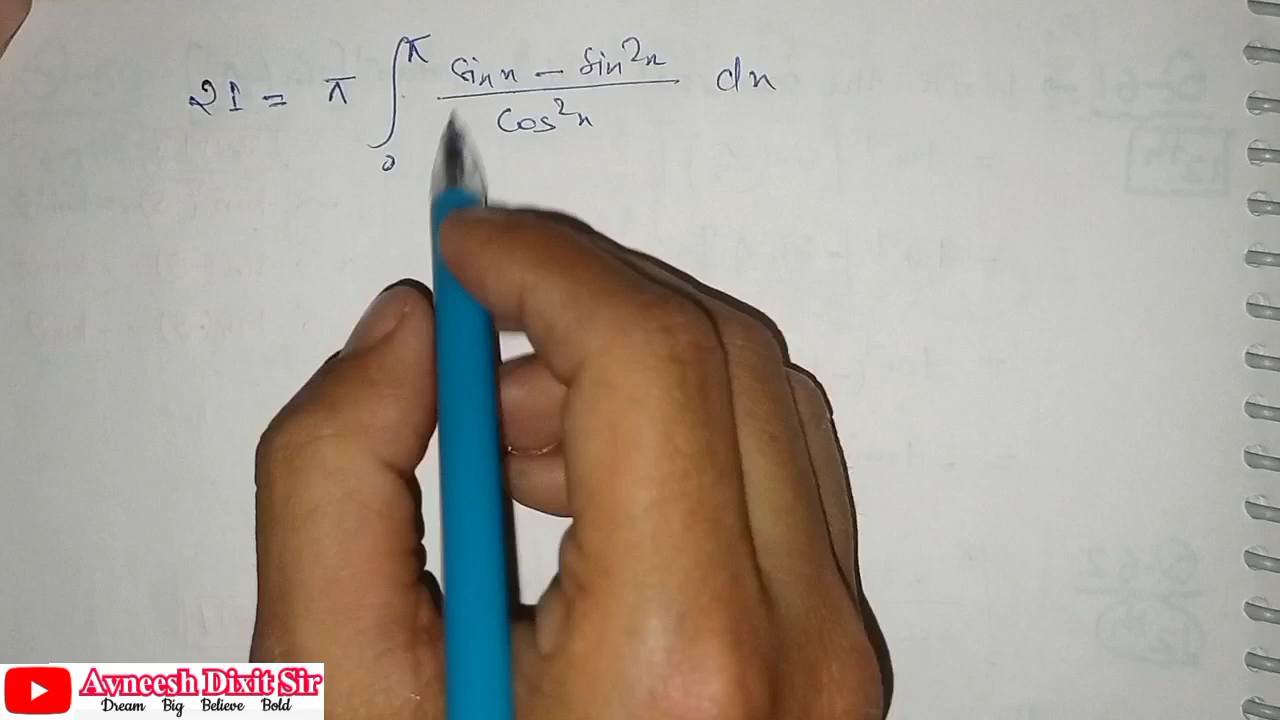 2I = π ∫₀^π (sin x − sin²x)/(cos²x) dx
Avneesh Dixit Sir
Dream Big Believe Bold